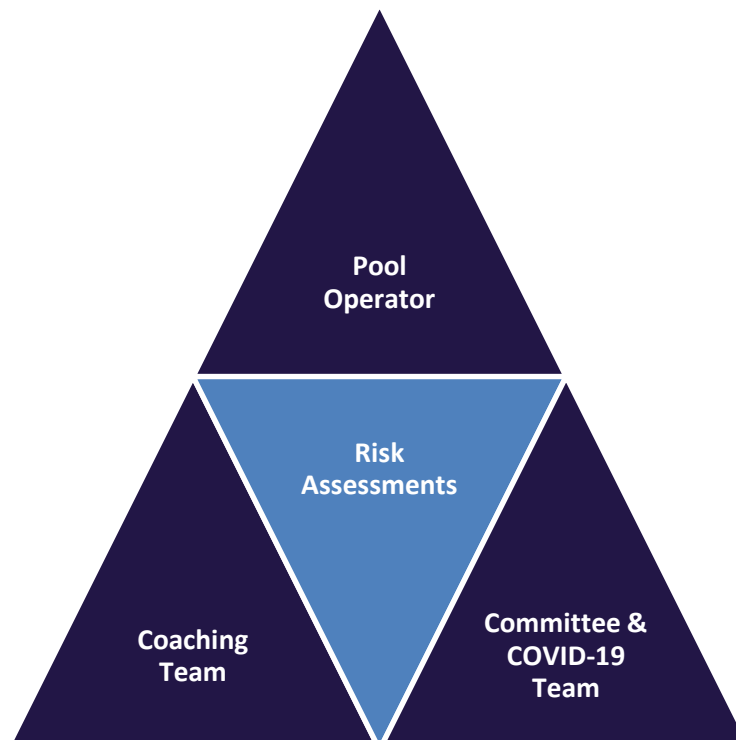 Pool
Operator
Risk
Assessments
Coaching
Team
Committee &
COVID-19
Team